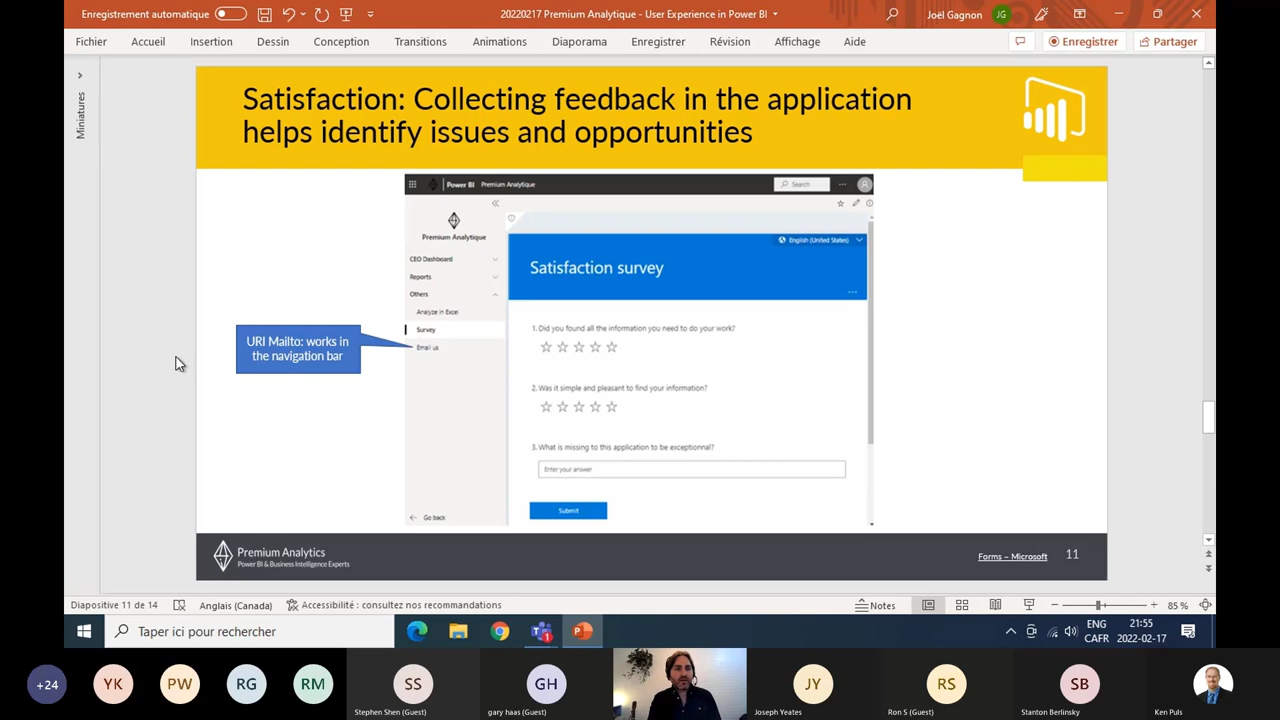 Enregistrement automatique
20220217 Premium Analytique - User Experience in Power BI
Joël Gagnon
JG
Fichier
Accueil
Insertion
Dessin
Conception
Transitions
Animations
Diaporama
Enregistrer
Révision
Affichage
Aide
Enregistrer
Partager
Miniatures
Satisfaction: Collecting feedback in the application
helps identify issues and opportunities
Power BI Premium Analytique
Search
Premium Analytique
CEO Dashboard
Reports
Others
Analyze in Excel
Survey
Email us
Go back
URI Mailto: works in
the navigation bar
English (United States)
Satisfaction survey
1. Did you found all the information you need to do your work?
2. Was it simple and pleasant to find your information?
3. What is missing to this application to be exceptionnal?
Enter your answer
Submit
Premium Analytics
Power BI & Business Intelligence Experts
Forms – Microsoft
11
Diapositive 11 de 14
Anglais (Canada)
Accessibilité : consultez nos recommandations
Notes
85 %
Taper ici pour rechercher
1
ENG
CAFR
21:55
2022-02-17
+24
YK
PW
RG
RM
SS
Stephen Shen (Guest)
GH
gary haas (Guest)
JY
Joseph Yeates
RS
Ron S (Guest)
SB
Stanton Berlinsky
Ken Puls